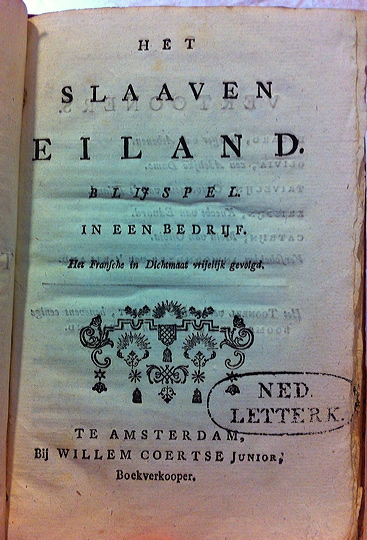 HET
SLAAVEN
EILAND.
BLIJSPEL.
IN EEN BEDRIJF.
Het Fransche in Dichtmaat vrijelijk gevolgd.
NED.
LETTERK.
TE AMSTERDAM,
Bij WILLEM COERTSE JUNIOR,
Boekverkooper.